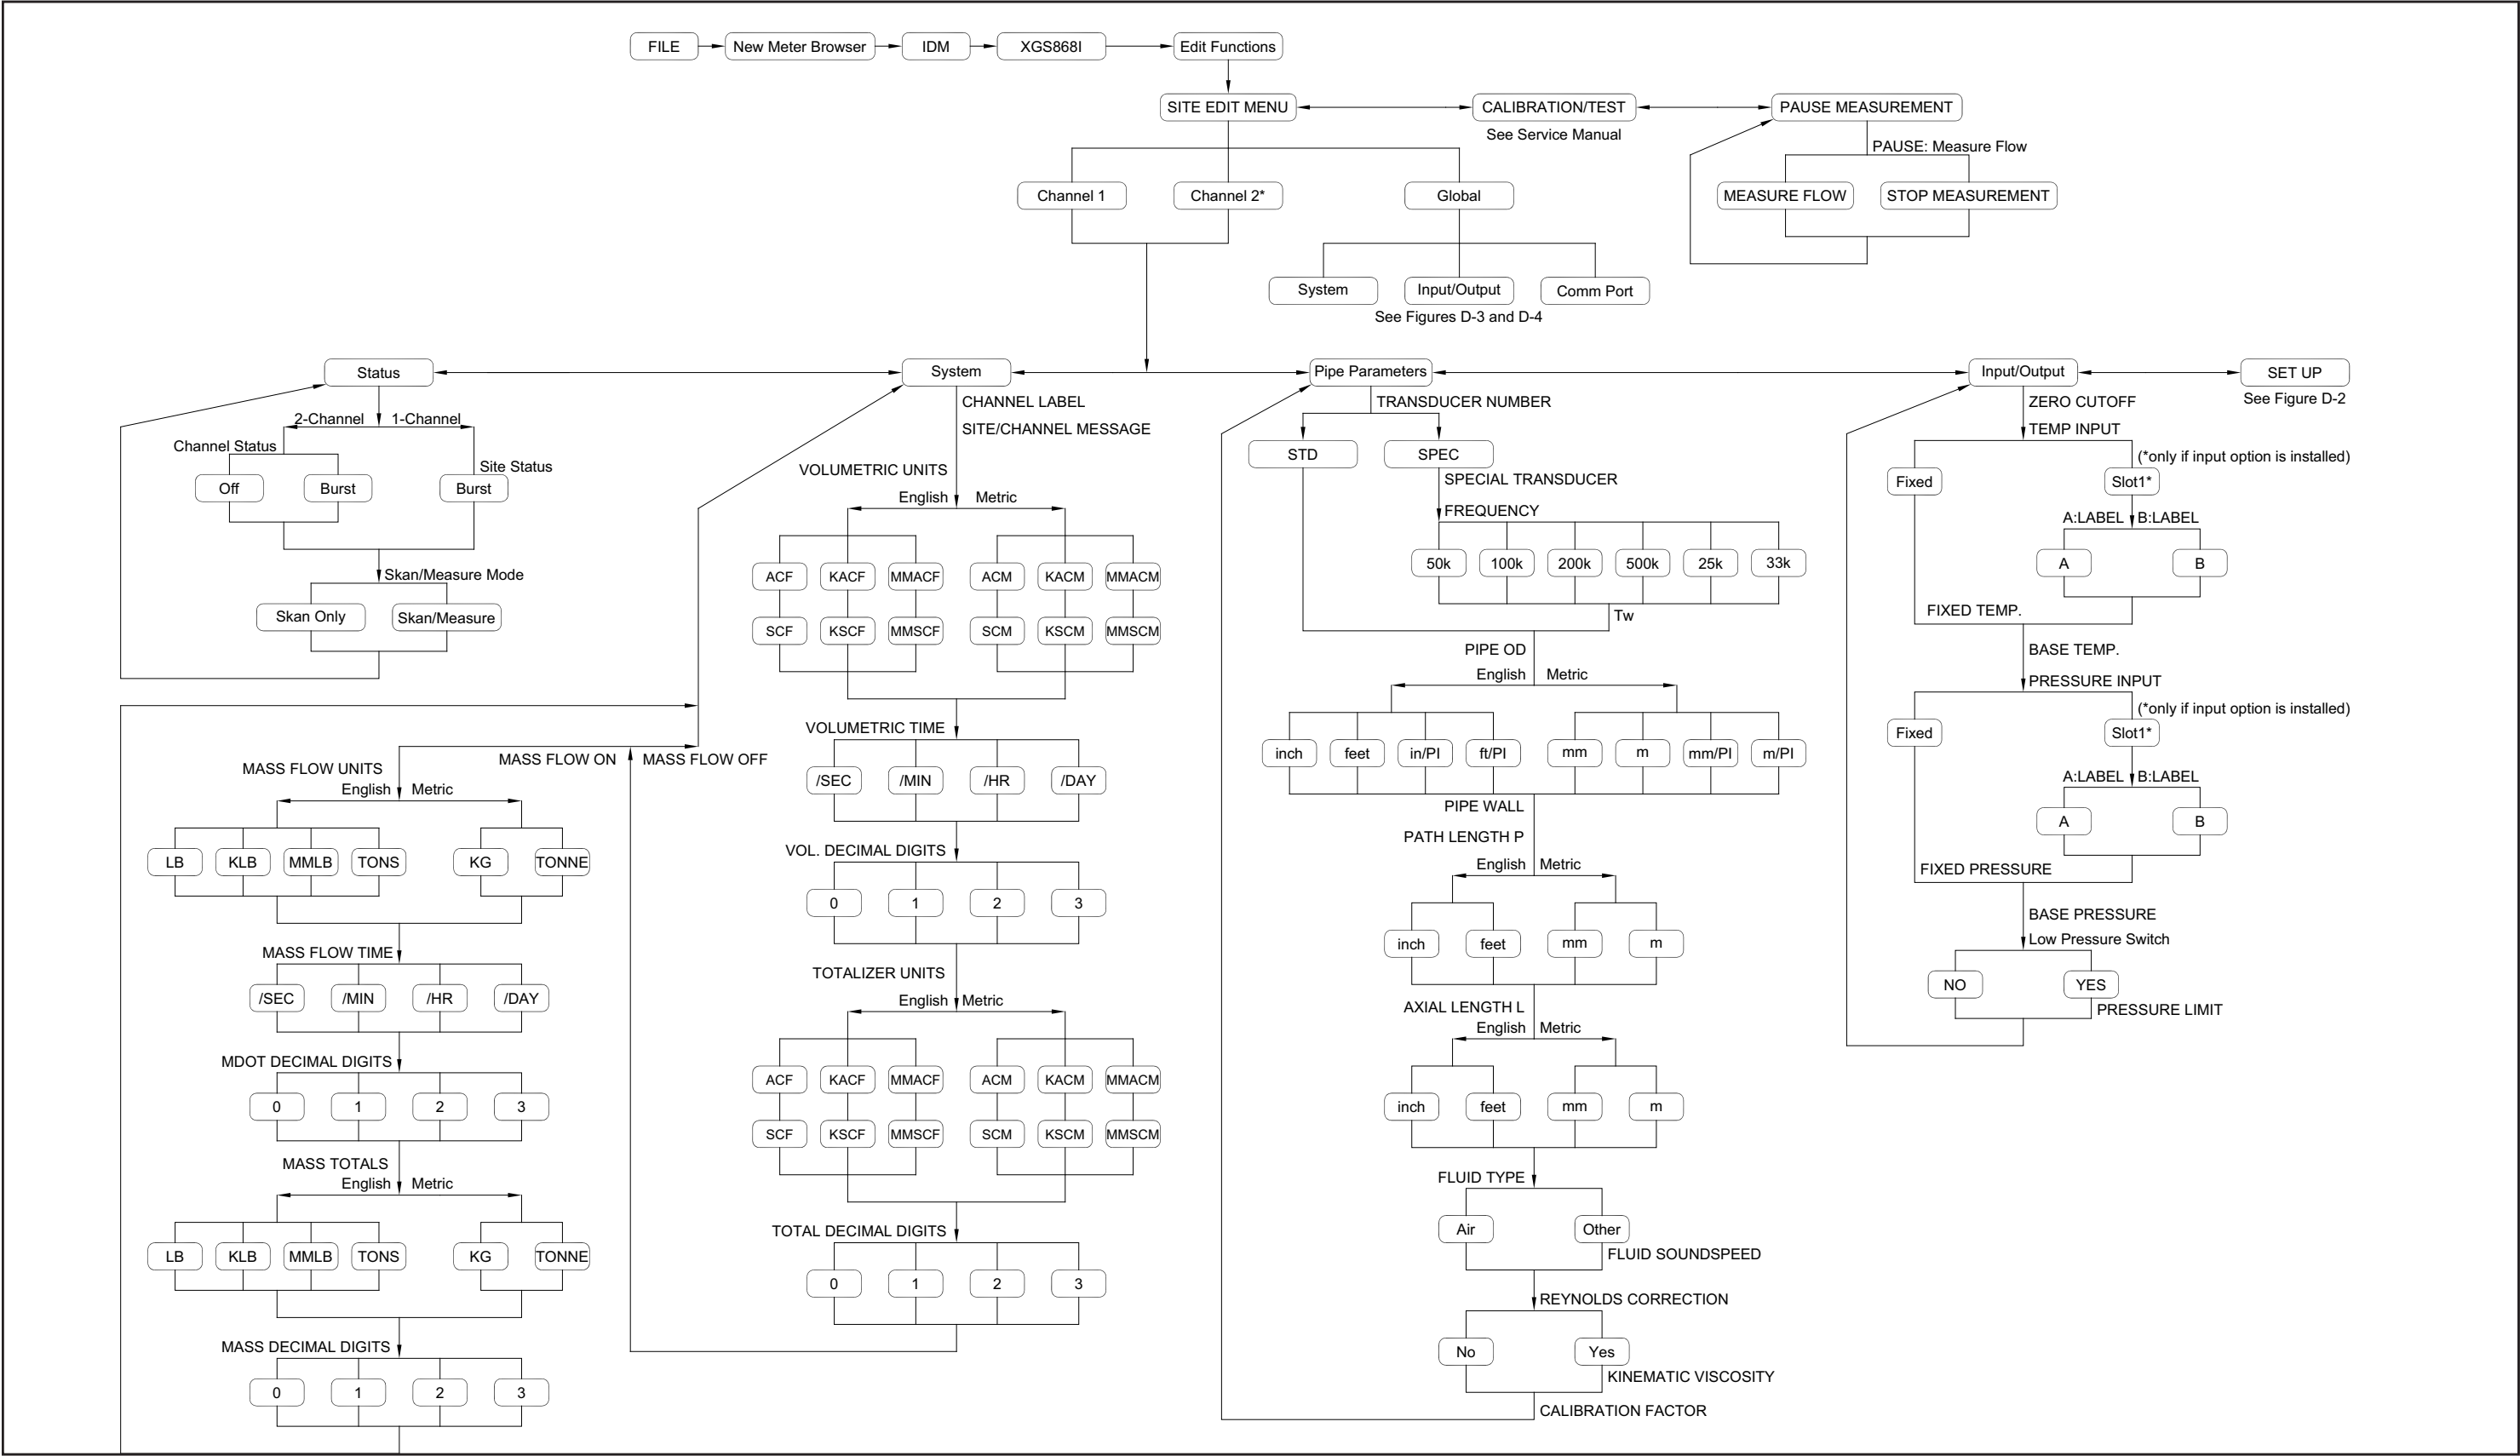 FILE
New Meter Browser
IDM
XGS868I
Edit Functions
SITE EDIT MENU
CALIBRATION/TEST
See Service Manual
PAUSE MEASUREMENT
PAUSE: Measure Flow
MEASURE FLOW
STOP MEASUREMENT
Channel 1
Channel 2*
Global
System
Input/Output
Comm Port
See Figures D-3 and D-4
Status
System
Pipe Parameters
Input/Output
SET UP
See Figure D-2
2-Channel
1-Channel
Channel Status
Site Status
Off
Burst
Burst
Skan/Measure Mode
Skan Only
Skan/Measure
CHANNEL LABEL
SITE/CHANNEL MESSAGE
VOLUMETRIC UNITS
English
Metric
ACF
KACF
MMACF
ACM
KACM
MMACM
SCF
KSCF
MMSCF
SCM
KSCM
MMSCM
VOLUMETRIC TIME
/SEC
/MIN
/HR
/DAY
VOL. DECIMAL DIGITS
0
1
2
3
TOTALIZER UNITS
English
Metric
ACF
KACF
MMACF
ACM
KACM
MMACM
SCF
KSCF
MMSCF
SCM
KSCM
MMSCM
TOTAL DECIMAL DIGITS
0
1
2
3
MASS FLOW ON
MASS FLOW OFF
MASS FLOW UNITS
English
Metric
LB
KLB
MMLB
TONS
KG
TONNE
MASS FLOW TIME
/SEC
/MIN
/HR
/DAY
MDOT DECIMAL DIGITS
0
1
2
3
MASS TOTALS
English
Metric
LB
KLB
MMLB
TONS
KG
TONNE
MASS DECIMAL DIGITS
0
1
2
3
TRANSDUCER NUMBER
STD
SPEC
SPECIAL TRANSDUCER
FREQUENCY
50k
100k
200k
500k
25k
33k
Tw
PIPE OD
English
Metric
inch
feet
in/PI
ft/PI
mm
m
mm/PI
m/PI
PIPE WALL
PATH LENGTH P
English
Metric
inch
feet
mm
m
AXIAL LENGTH L
English
Metric
inch
feet
mm
m
FLUID TYPE
Air
Other
FLUID SOUNDSPEED
REYNOLDS CORRECTION
No
Yes
KINEMATIC VISCOSITY
CALIBRATION FACTOR
ZERO CUTOFF
TEMP INPUT
(*only if input option is installed)
Fixed
Slot1*
A:LABEL
B:LABEL
A
B
FIXED TEMP.
BASE TEMP.
PRESSURE INPUT
(*only if input option is installed)
Fixed
Slot1*
A:LABEL
B:LABEL
A
B
FIXED PRESSURE
BASE PRESSURE
Low Pressure Switch
NO
YES
PRESSURE LIMIT